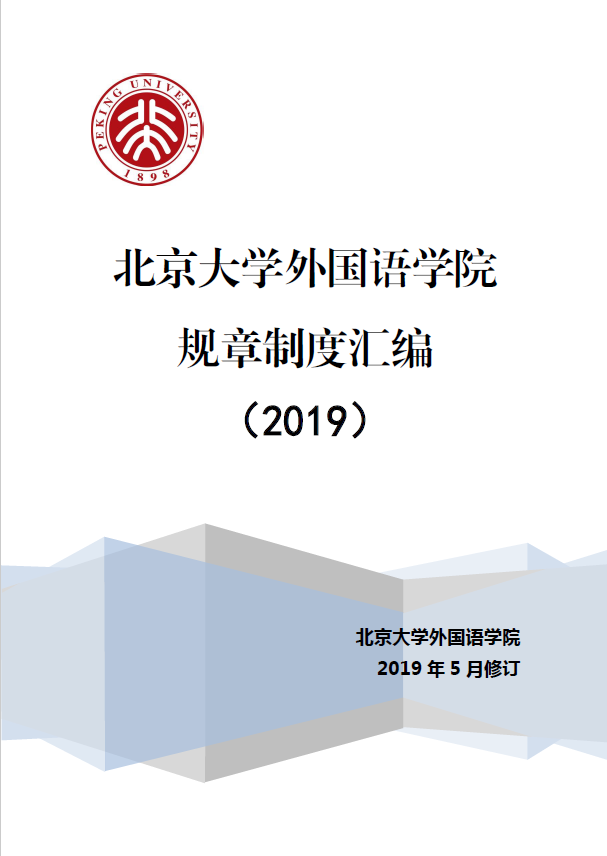 PEKING UNIVERSITY
1898
北京大学外国语学院
规章制度汇编
（2019）
北京大学外国语学院
2019 年 5 月修订